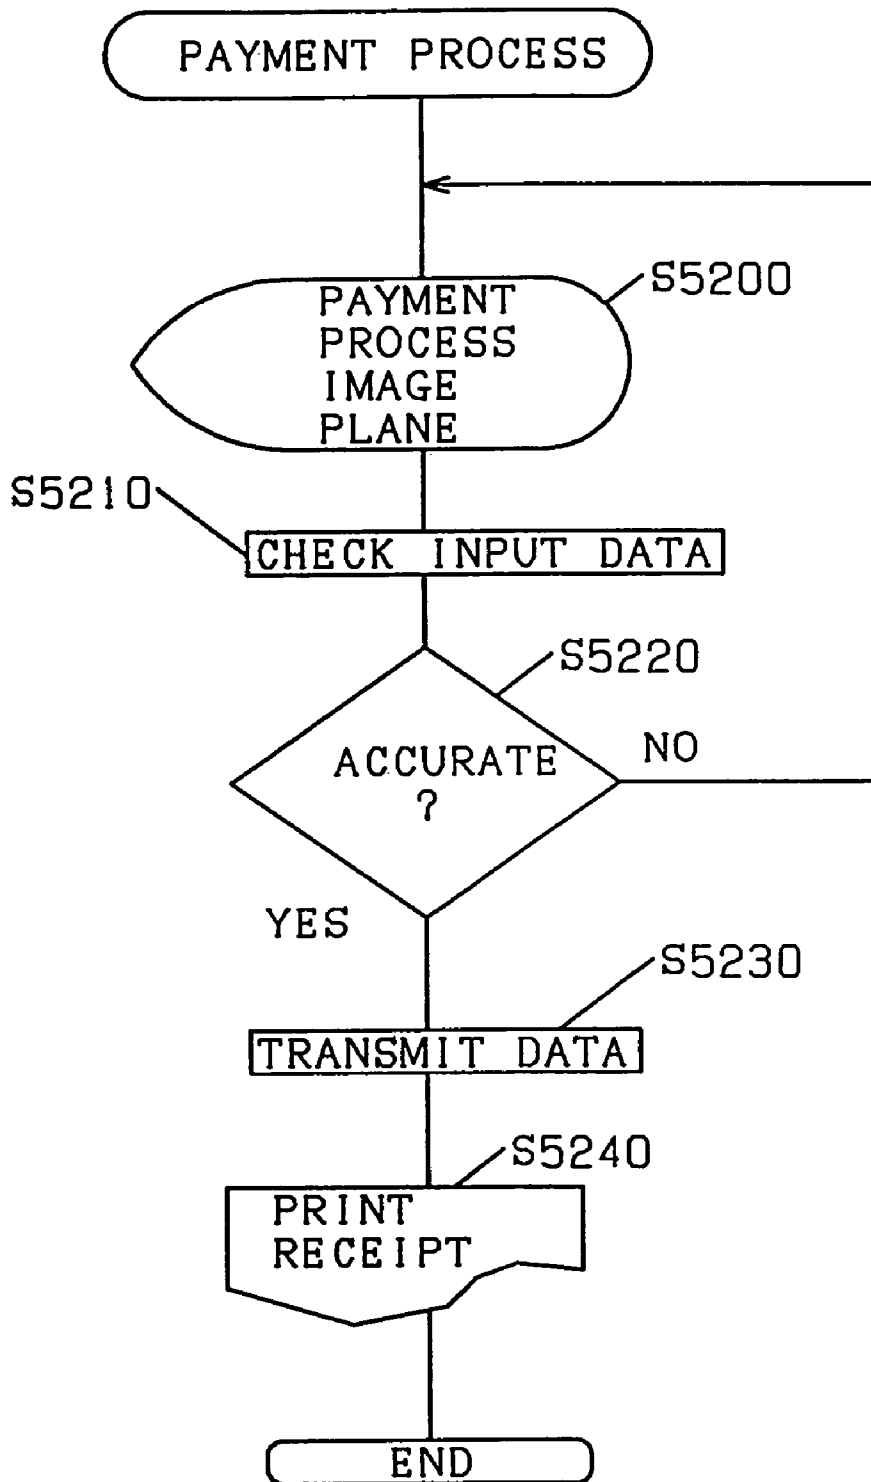 PAYMENT PROCESS
S5200
PAYMENT
PROCESS
IMAGE
PLANE
S5210
CHECK INPUT DATA
S5220
ACCURATE
?
NO
YES
S5230
TRANSMIT DATA
S5240
PRINT
RECEIPT
END